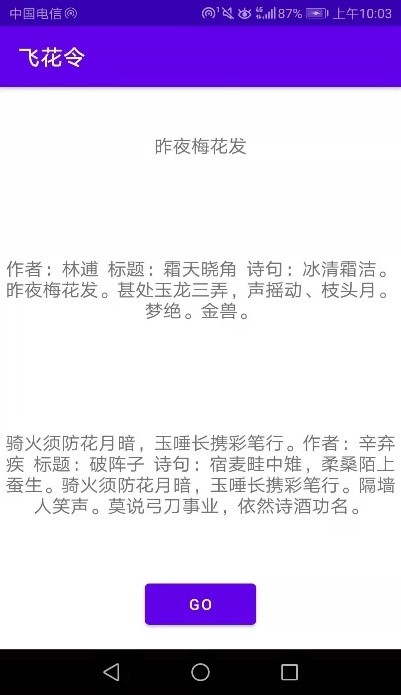 中国电信 87% 上午10:03
飞花令
昨夜梅花发
作者：林逋 标题：霜天晓角 诗句：冰清霜洁。
昨夜梅花发。甚处玉龙三弄，声摇动、枝头月。
梦绝。金兽。
骑火须防花月暗，玉唾长携彩笔行。作者：辛弃
疾 标题：破阵子 诗句：宿麦畦中雉，柔桑陌上
蚕生。骑火须防花月暗，玉唾长携彩笔行。隔墙
人笑声。莫说弓刀事业，依然诗酒功名。
GO